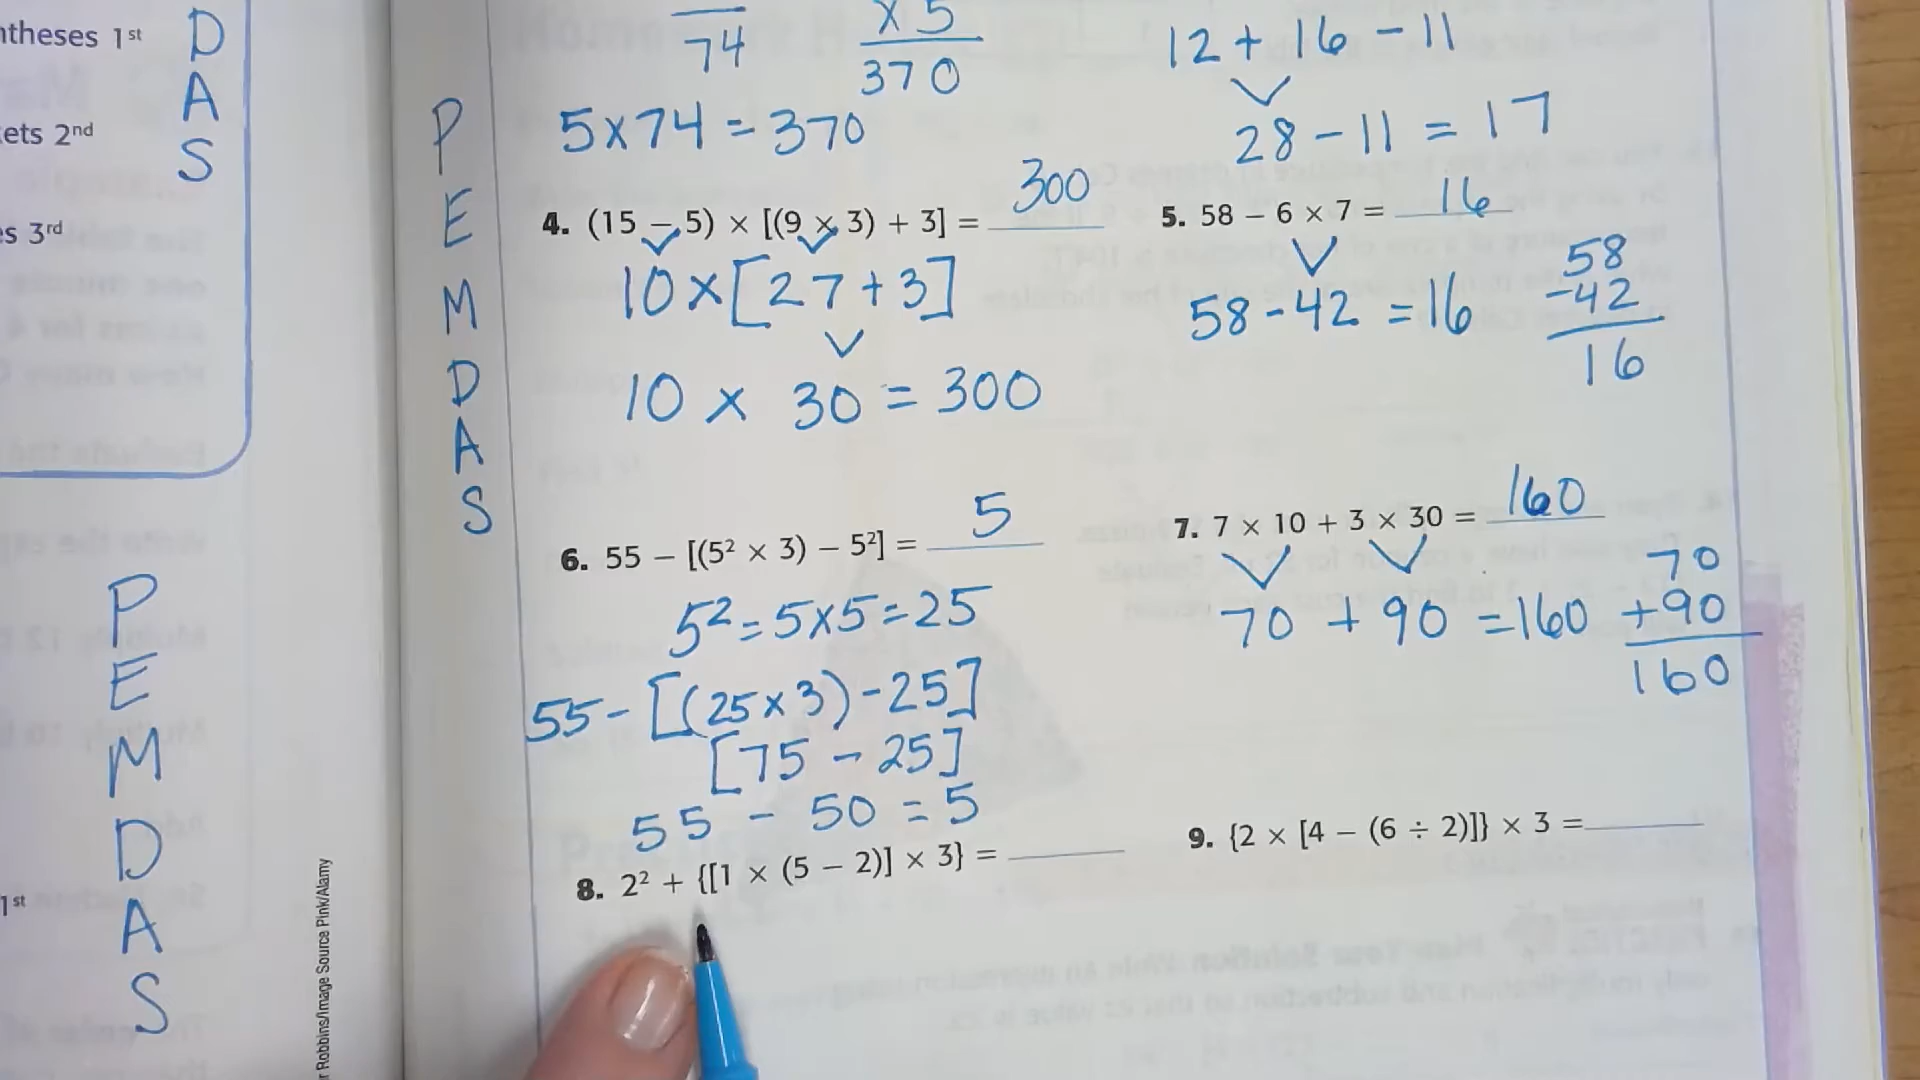 ntheses 1st
ets 2nd
es 3rd
D
A
S
P
E
M
D
A
S
1st
r Robbins/Image Source Pink/Alamy
P
E
M
D
A
S
74
× 5
370
5×74 = 370
12 + 16 - 11
28 - 11 = 17
4. (15 − 5) × [(9 × 3) + 3] = 300
10×[27+3]
10 × 30 = 300
5. 58 − 6 × 7 = 16
58 - 42 = 16
58
-42
16
6. 55 − [(5² × 3) − 5²] = 5
5² = 5×5 = 25
55 - [(25×3) - 25]
[75 - 25]
55 - 50 = 5
7. 7 × 10 + 3 × 30 = 160
70 + 90 = 160
70
+90
160
8. 2² + {[1 × (5 − 2)] × 3} =
9. {2 × [4 − (6 ÷ 2)]} × 3 =